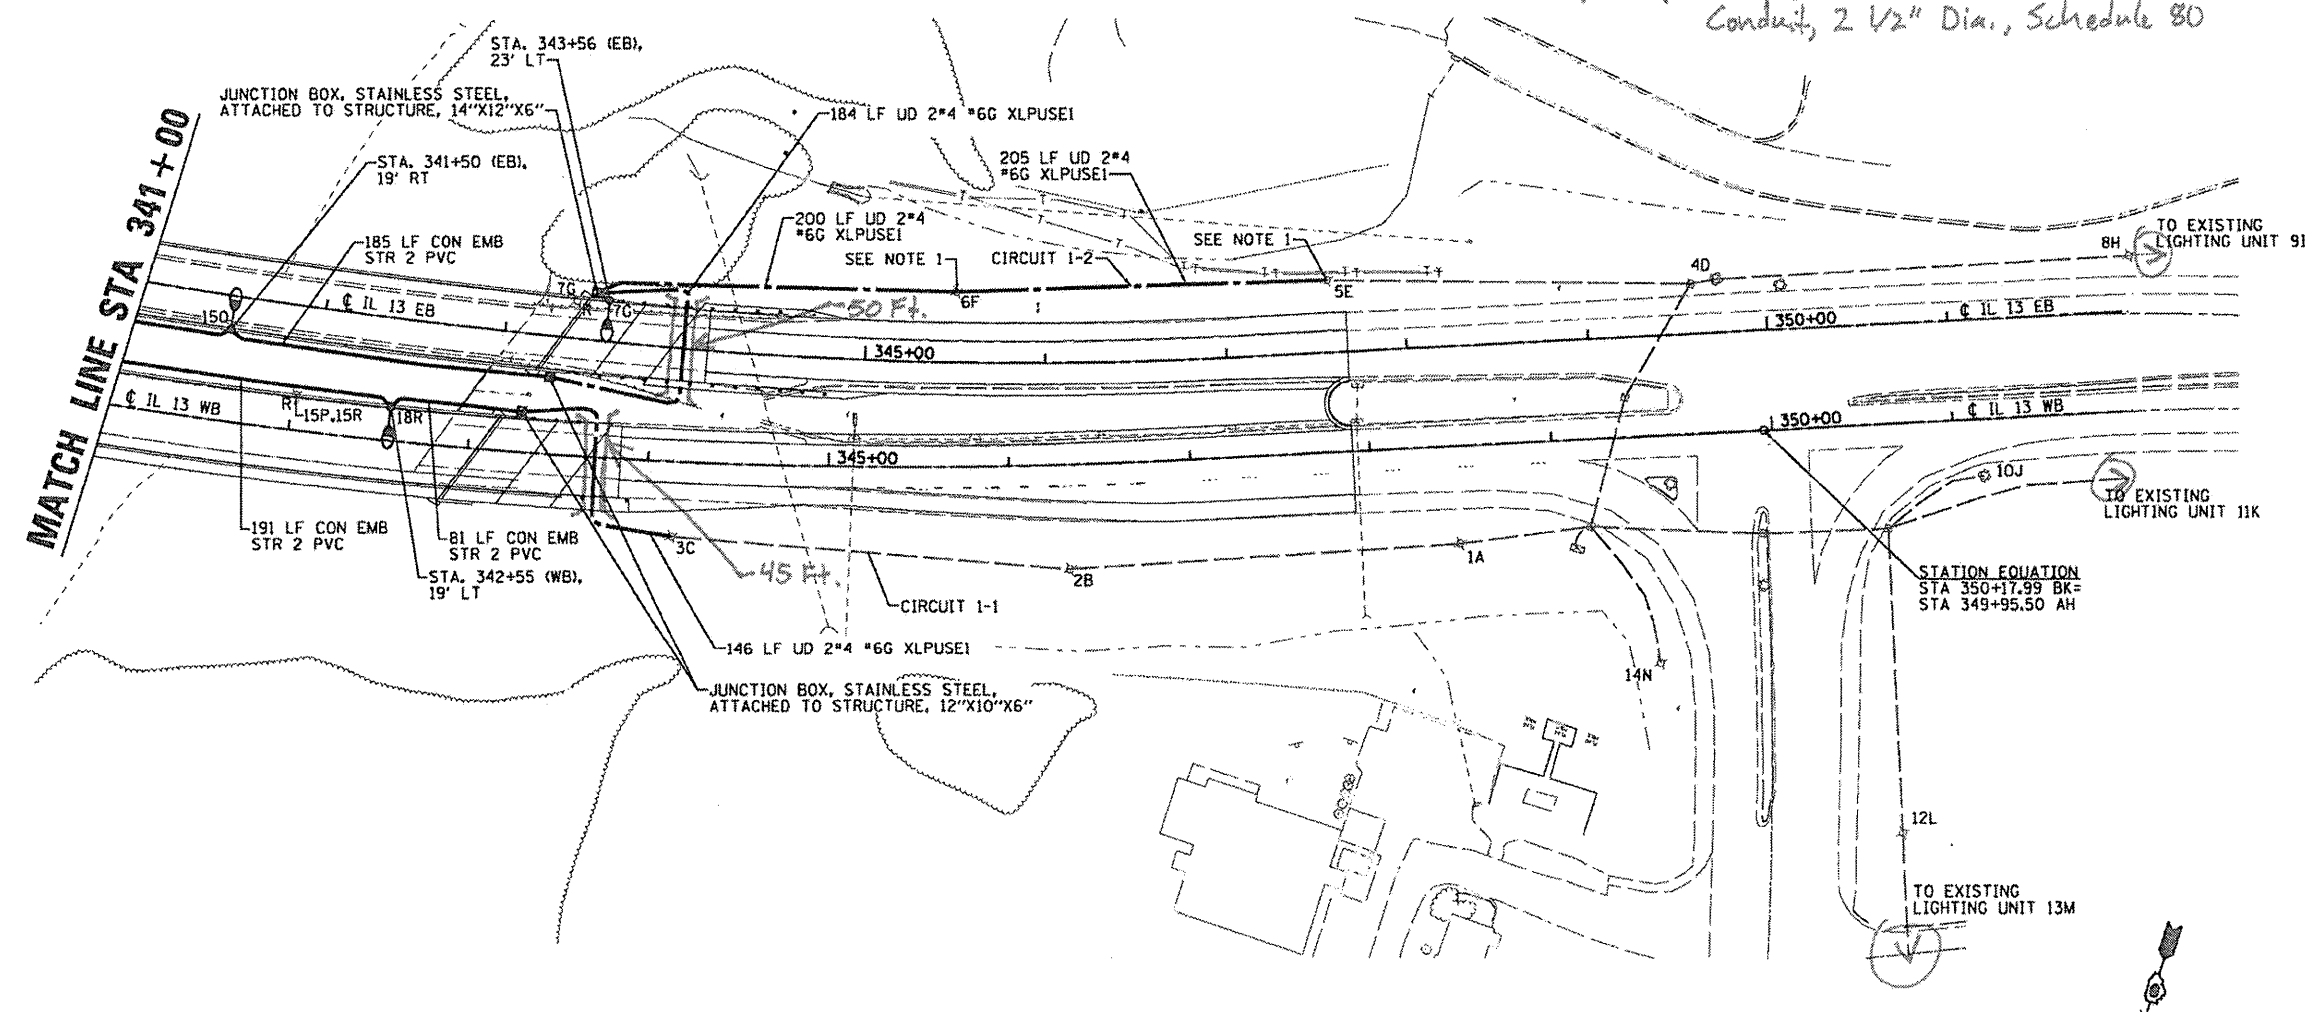 Conduit, 2 1/2" Dia., Schedule 80
STA. 343+56 (EB),
23' LT
JUNCTION BOX, STAINLESS STEEL,
ATTACHED TO STRUCTURE, 14"X12"X6"
184 LF UD 2#4 #6G XLPUSE1
MATCH LINE STA 341+00
STA. 341+50 (EB),
19' RT
205 LF UD 2#4
#6G XLPUSE1
200 LF UD 2#4
#6G XLPUSE1
185 LF CON EMB
STR 2 PVC
SEE NOTE 1
SEE NOTE 1
CIRCUIT 1-2
TO EXISTING
LIGHTING UNIT 9I
8H
4D
7G
R
7G
6F
5E
50 Ft.
15Q
℄ IL 13 EB
345+00
350+00
℄ IL 13 EB
℄ IL 13 WB
R
15P,15R
18R
345+00
350+00
℄ IL 13 WB
10J
TO EXISTING
LIGHTING UNIT 11K
191 LF CON EMB
STR 2 PVC
81 LF CON EMB
STR 2 PVC
3C
2B
1A
STA. 342+55 (WB),
19' LT
45 Ft.
CIRCUIT 1-1
STATION EQUATION
STA 350+17.99 BK=
STA 349+95.50 AH
146 LF UD 2#4 #6G XLPUSE1
14N
JUNCTION BOX, STAINLESS STEEL,
ATTACHED TO STRUCTURE, 12"X10"X6"
12L
TO EXISTING
LIGHTING UNIT 13M